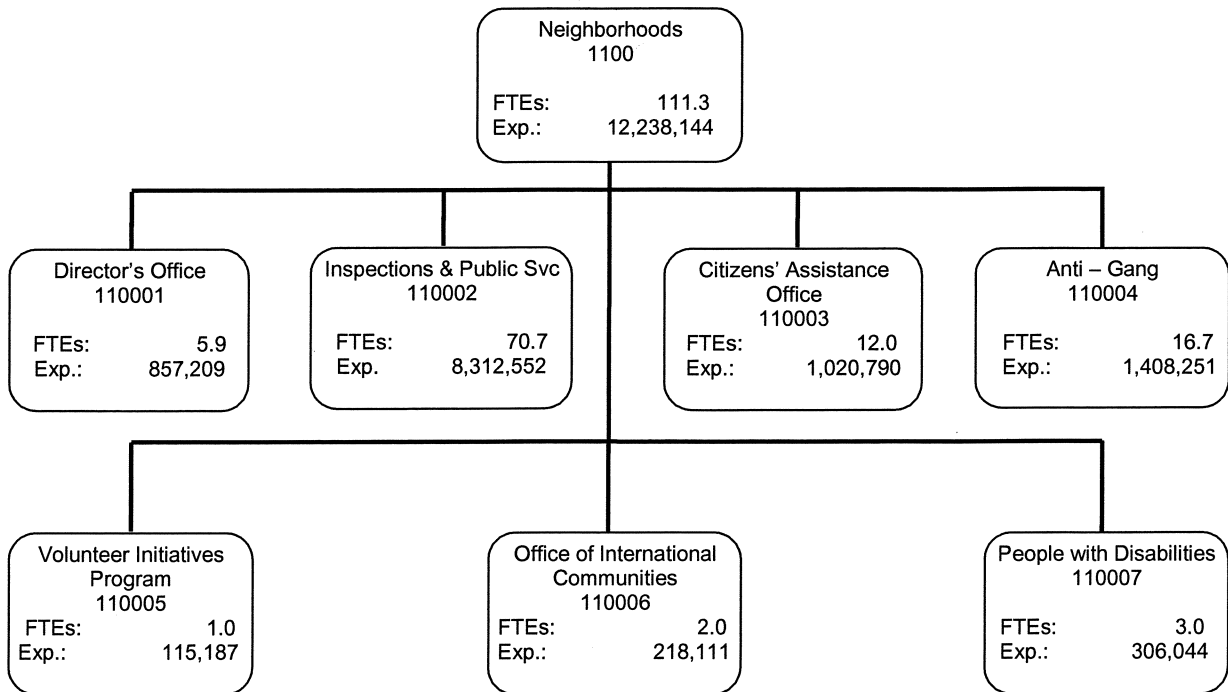 Neighborhoods
1100
FTEs: 111.3
Exp.: 12,238,144
Director's Office
110001
FTEs: 5.9
Exp.: 857,209
Inspections & Public Svc
110002
FTEs: 70.7
Exp. 8,312,552
Citizens' Assistance
Office
110003
FTEs: 12.0
Exp.: 1,020,790
Anti – Gang
110004
FTEs: 16.7
Exp.: 1,408,251
Volunteer Initiatives
Program
110005
FTEs: 1.0
Exp.: 115,187
Office of International
Communities
110006
FTEs: 2.0
Exp.: 218,111
People with Disabilities
110007
FTEs: 3.0
Exp.: 306,044